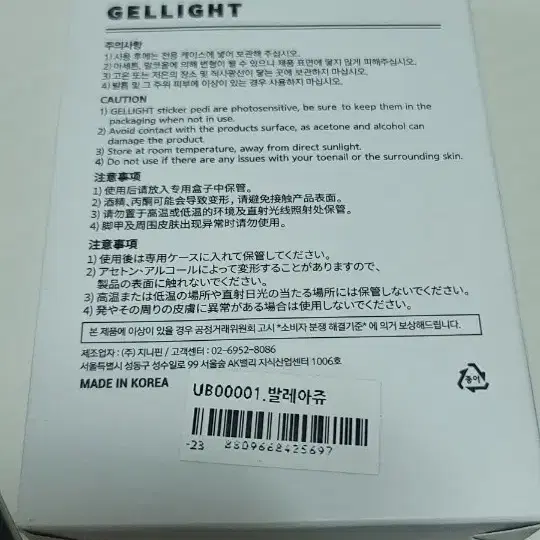 GELLIGHT
주의사항
1) 사용 후에는 전용 케이스에 넣어 보관해 주십시오.
2) 아세톤, 알코올에 의해 변형이 될 수 있으니 제품 표면에 닿지 않게 피해주십시오.
3) 고온 또는 저온의 장소 및 직사광선이 닿는 곳에 보관하지 마십시오.
4) 발톱 및 그 주위 피부에 이상이 있는 경우 사용하지 마십시오.
CAUTION
1) GELLIGHT sticker pedi are photosensitive, be sure to keep them in the
packaging when not in use.
2) Avoid contact with the products surface, as acetone and alcohol can
damage the product.
3) Store at room temperature, away from direct sunlight.
4) Do not use if there are any issues with your toenail or the surrounding skin.
注意事项
1) 使用后请放入专用盒子中保管。
2) 酒精、丙酮可能会导致变形, 请避免接触产品表面。
3) 请勿置于高温或低温的环境及直射光线照射处保管。
4) 脚甲及周围皮肤出现异常时请勿使用。
注意事項
1) 使用後は専用ケースに入れて保管してください。
2) アセトン・アルコールによって変形することがありますので、
製品の表面に触れないでください。
3) 高温または低温の場所や直射日光の当たる場所には保管しないでください。
4) 発やその周りの皮膚に異常がある場合は使用しないでください。
본 제품에 이상이 있을 경우 공정거래위원회 고시 "소비자 분쟁 해결기준" 에 의거 보상해드립니다.
제조업자 : (주) 지니핀 / 고객센터 : 02-6952-8086
서울특별시 성동구 성수일로 99 서울숲 AK밸리 지식산업센터 1006호
MADE IN KOREA
종이
UB00001.발레아쥬
-23 8809668425697